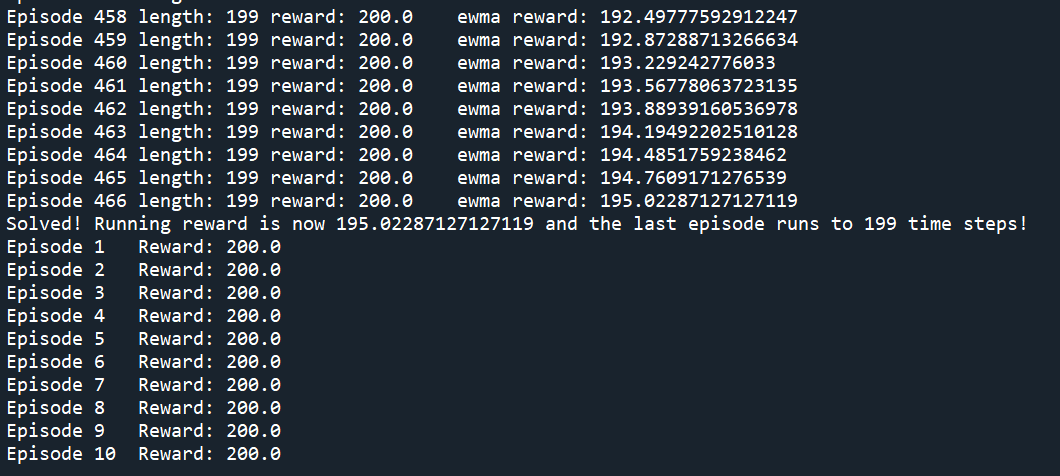 Episode 458 length: 199 reward: 200.0    ewma reward: 192.49777592912247
Episode 459 length: 199 reward: 200.0    ewma reward: 192.87288713266634
Episode 460 length: 199 reward: 200.0    ewma reward: 193.229242776033
Episode 461 length: 199 reward: 200.0    ewma reward: 193.56778063723135
Episode 462 length: 199 reward: 200.0    ewma reward: 193.88939160536978
Episode 463 length: 199 reward: 200.0    ewma reward: 194.19492202510128
Episode 464 length: 199 reward: 200.0    ewma reward: 194.4851759238462
Episode 465 length: 199 reward: 200.0    ewma reward: 194.7609171276539
Episode 466 length: 199 reward: 200.0    ewma reward: 195.02287127127119
Solved! Running reward is now 195.02287127127119 and the last episode runs to 199 time steps!
Episode 1   Reward: 200.0
Episode 2   Reward: 200.0
Episode 3   Reward: 200.0
Episode 4   Reward: 200.0
Episode 5   Reward: 200.0
Episode 6   Reward: 200.0
Episode 7   Reward: 200.0
Episode 8   Reward: 200.0
Episode 9   Reward: 200.0
Episode 10  Reward: 200.0